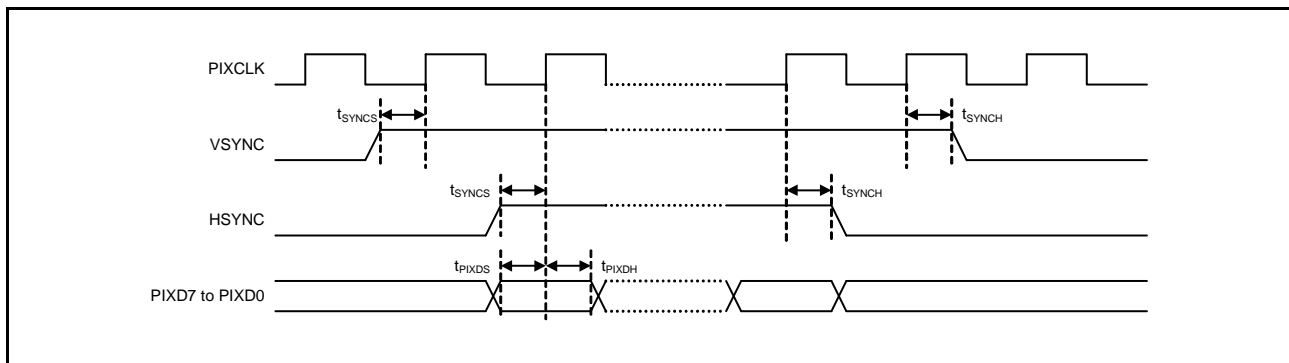 PIXCLK
tSYNCS
tSYNCH
VSYNC
tSYNCS
tSYNCH
HSYNC
tPIXDS
tPIXDH
PIXD7 to PIXD0